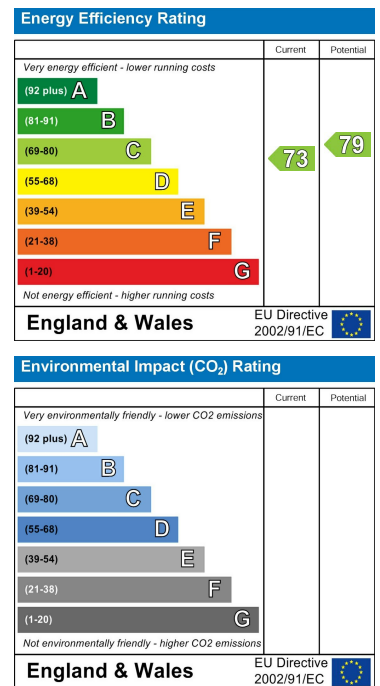 Energy Efficiency Rating
Current Potential
Very energy efficient - lower running costs
(92 plus) A
(81-91) B
(69-80) C
(55-68) D
(39-54) E
(21-38) F
(1-20) G
73 79
Not energy efficient - higher running costs
England & Wales
EU Directive
2002/91/EC
Environmental Impact (CO₂) Rating
Current Potential
Very environmentally friendly - lower CO2 emissions
(92 plus) A
(81-91) B
(69-80) C
(55-68) D
(39-54) E
(21-38) F
(1-20) G
Not environmentally friendly - higher CO2 emissions
England & Wales
EU Directive
2002/91/EC